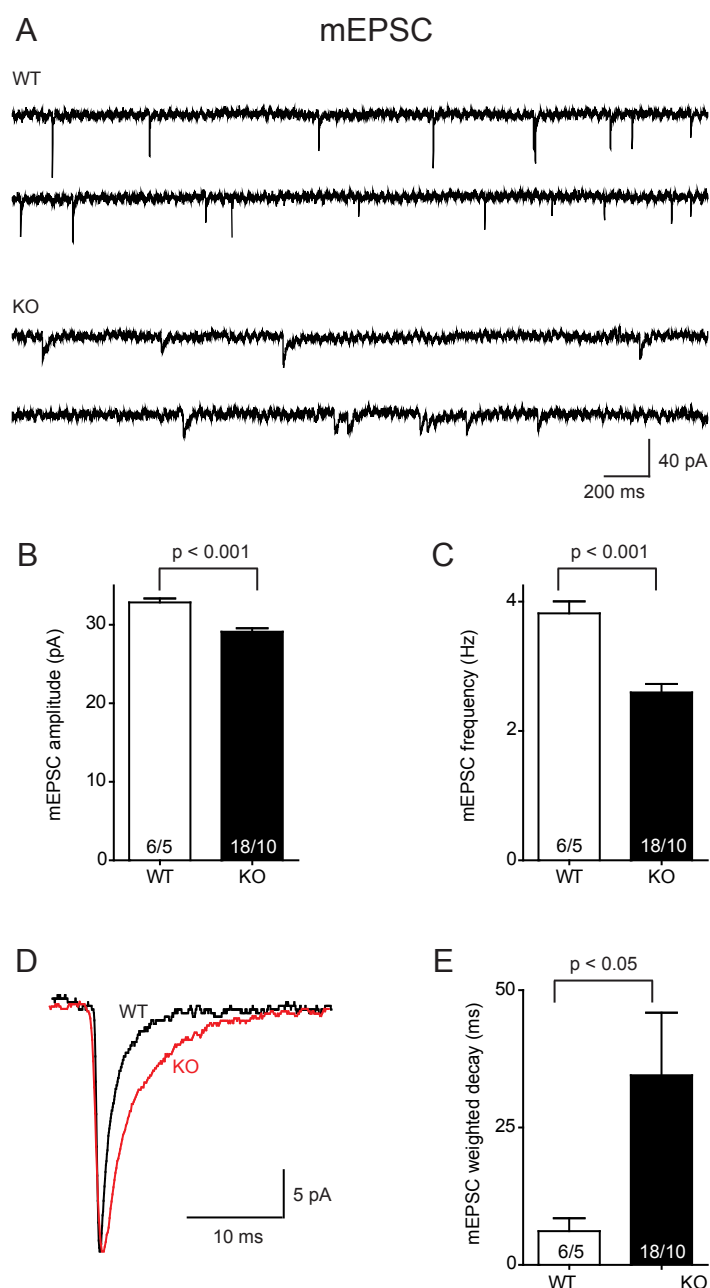 A
mEPSC
WT
KO
40 pA
200 ms
B
p < 0.001
mEPSC amplitude (pA)
30
20
10
0
6/5
18/10
WT
KO
C
p < 0.001
mEPSC frequency (Hz)
4
2
0
6/5
18/10
WT
KO
D
WT
KO
5 pA
10 ms
E
p < 0.05
mEPSC weighted decay (ms)
50
25
0
6/5
18/10
WT
KO